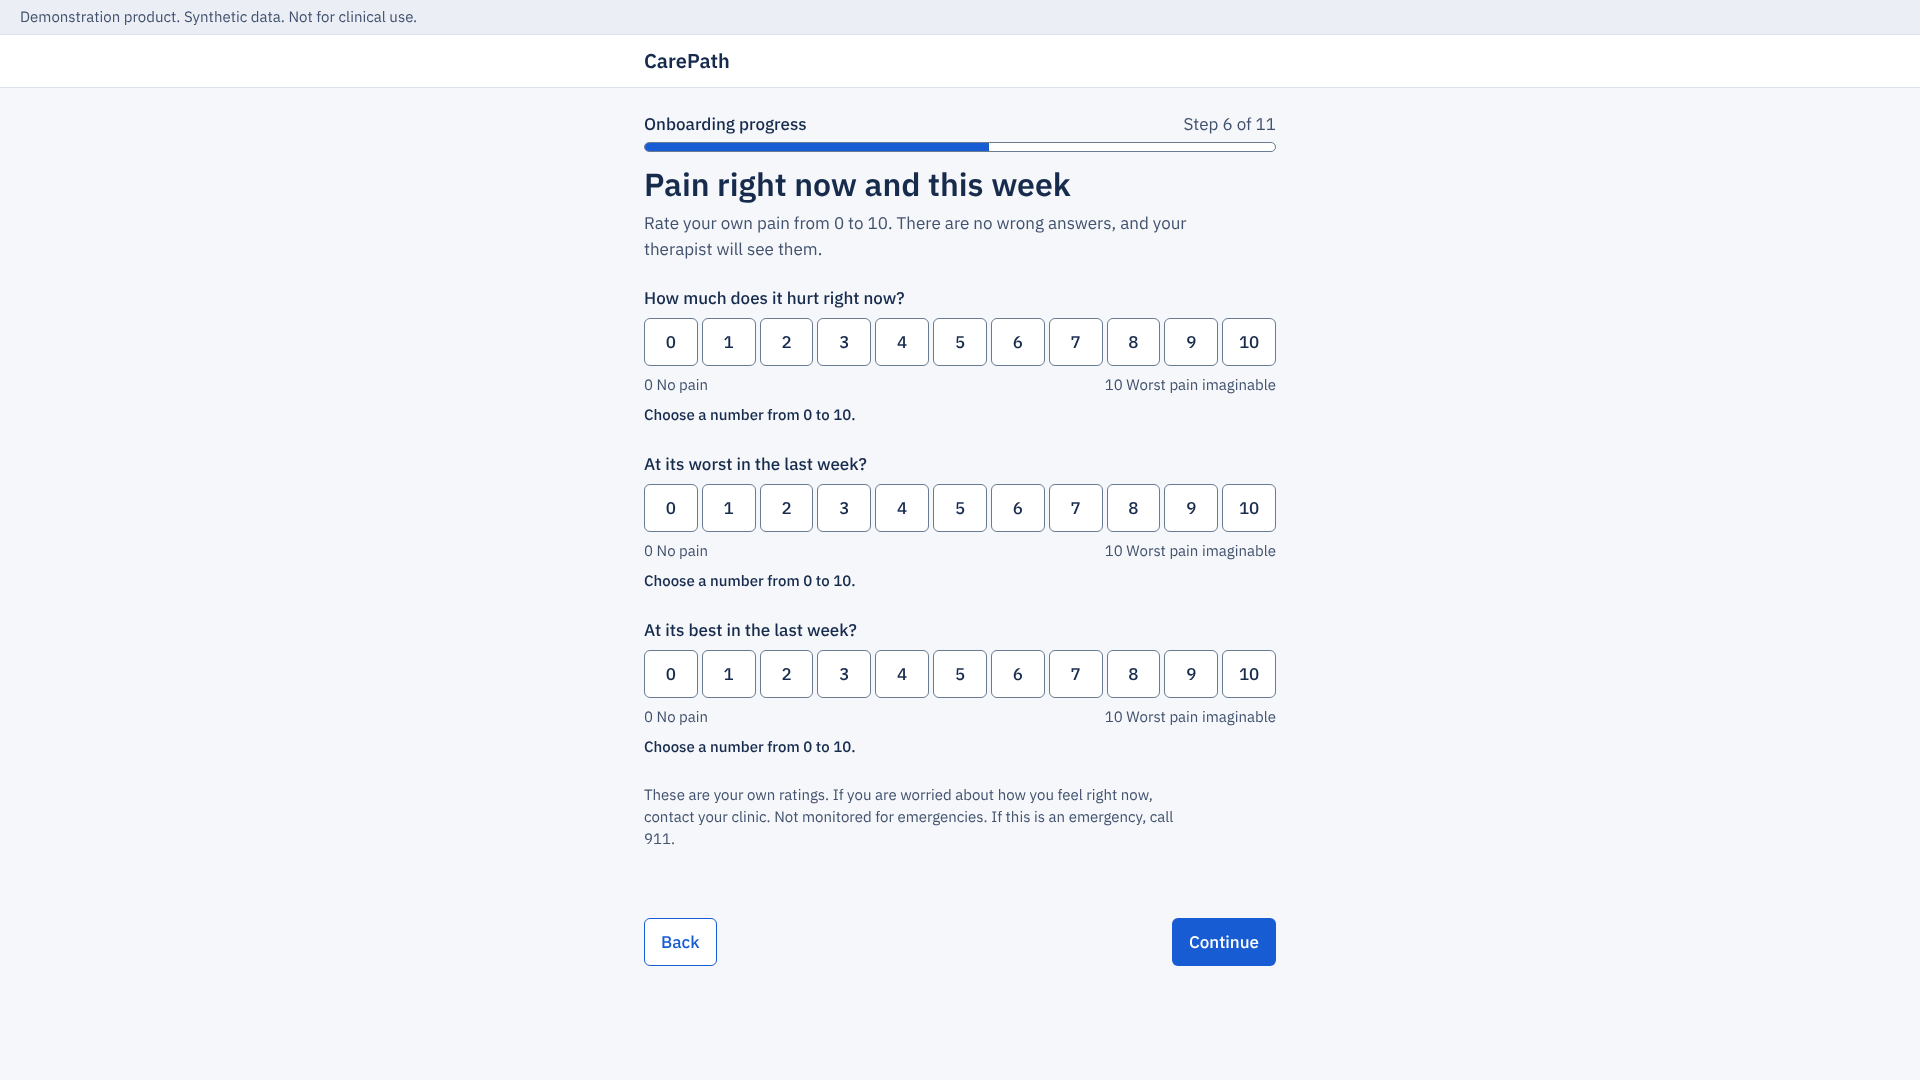 Demonstration product. Synthetic data. Not for clinical use.
CarePath
Onboarding progress Step 6 of 11
Pain right now and this week
Rate your own pain from 0 to 10. There are no wrong answers, and your
therapist will see them.
How much does it hurt right now?
0 1 2 3 4 5 6 7 8 9 10
0 No pain 10 Worst pain imaginable
Choose a number from 0 to 10.
At its worst in the last week?
0 1 2 3 4 5 6 7 8 9 10
0 No pain 10 Worst pain imaginable
Choose a number from 0 to 10.
At its best in the last week?
0 1 2 3 4 5 6 7 8 9 10
0 No pain 10 Worst pain imaginable
Choose a number from 0 to 10.
These are your own ratings. If you are worried about how you feel right now,
contact your clinic. Not monitored for emergencies. If this is an emergency, call
911.
Back Continue